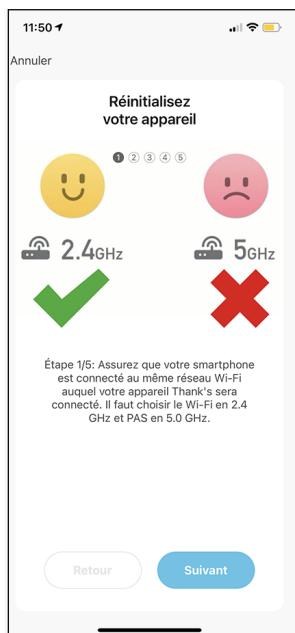 11:50
Annuler
Réinitialisez
votre appareil
1 2 3 4 5
2.4GHz 5GHz
Étape 1/5: Assurez que votre smartphone
est connecté au même réseau Wi-Fi
auquel votre appareil Thank's sera
connecté. Il faut choisir le Wi-Fi en 2.4
GHz et PAS en 5.0 GHz.
Retour Suivant